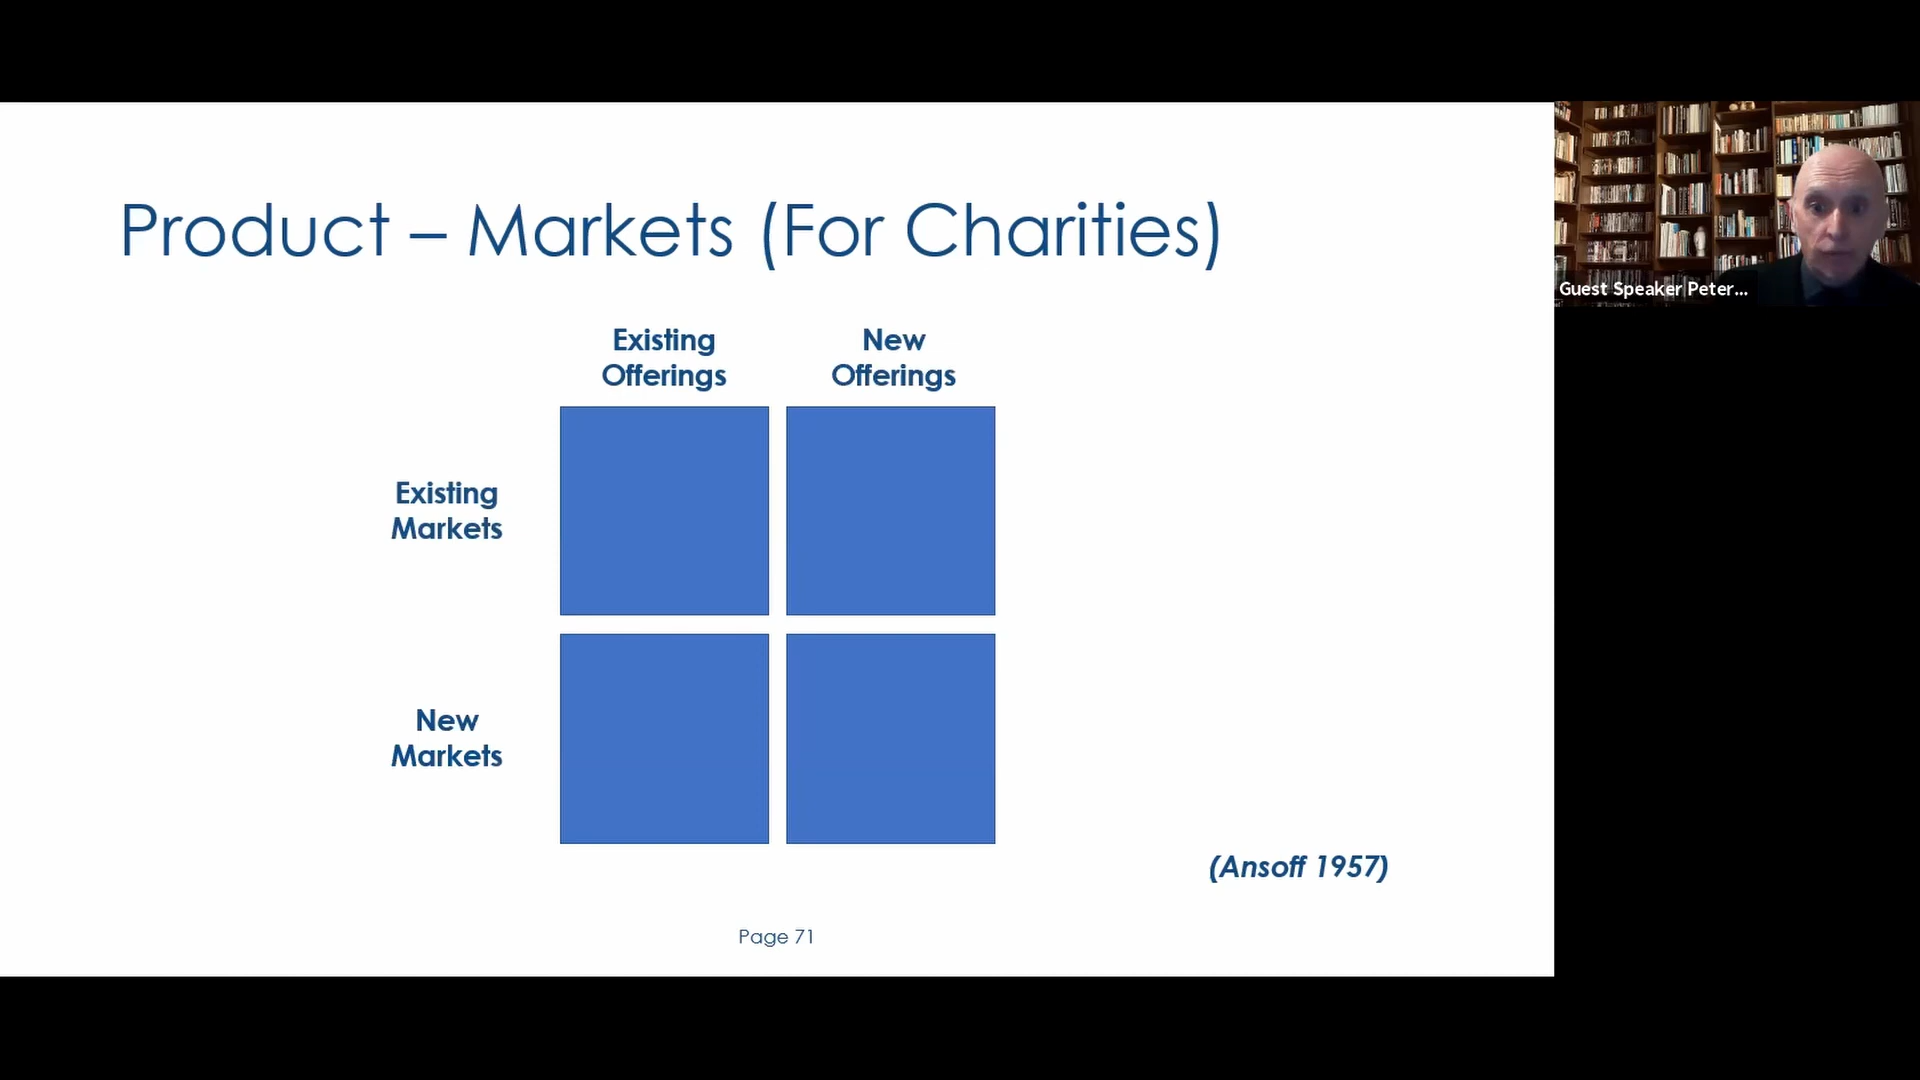 Product – Markets (For Charities)
Existing
Offerings
New
Offerings
Existing
Markets
New
Markets
(Ansoff 1957)
Page 71
Guest Speaker Peter...